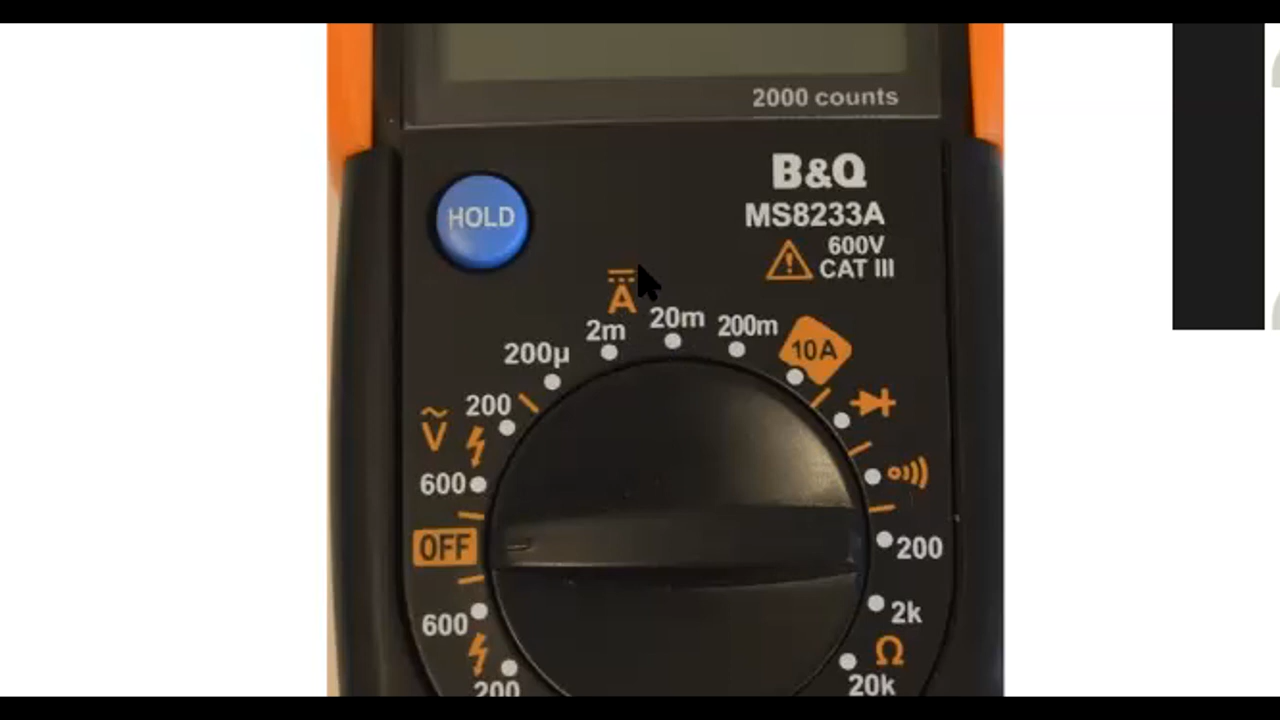 2000 counts
B&Q
HOLD
MS8233A
600V
CAT III
A
2m
20m
200m
10A
200µ
200
V
600
OFF
200
600
2k
Ω
200
20k